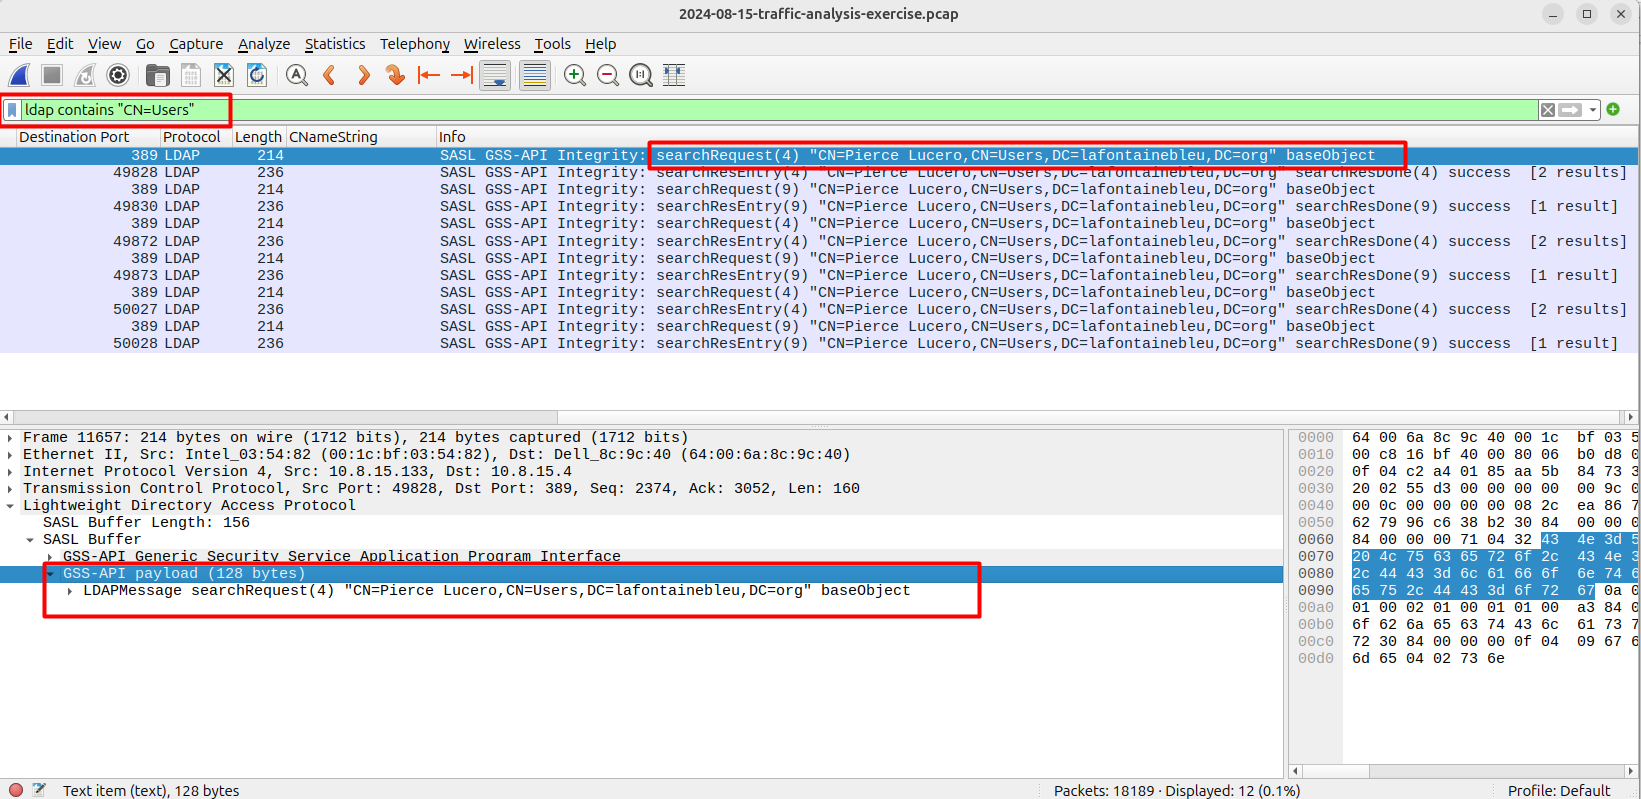 2024-08-15-traffic-analysis-exercise.pcap
File Edit View Go Capture Analyze Statistics Telephony Wireless Tools Help
ldap contains "CN=Users"
Destination Port Protocol Length CNameString Info
389 LDAP 214 SASL GSS-API Integrity: searchRequest(4) "CN=Pierce Lucero,CN=Users,DC=lafontainebleu,DC=org" baseObject
49828 LDAP 236 SASL GSS-API Integrity: searchResEntry(4) "CN=Pierce Lucero,CN=Users,DC=lafontainebleu,DC=org" searchResDone(4) success [2 results]
389 LDAP 214 SASL GSS-API Integrity: searchRequest(9) "CN=Pierce Lucero,CN=Users,DC=lafontainebleu,DC=org" baseObject
49830 LDAP 236 SASL GSS-API Integrity: searchResEntry(9) "CN=Pierce Lucero,CN=Users,DC=lafontainebleu,DC=org" searchResDone(9) success [1 result]
389 LDAP 214 SASL GSS-API Integrity: searchRequest(4) "CN=Pierce Lucero,CN=Users,DC=lafontainebleu,DC=org" baseObject
49872 LDAP 236 SASL GSS-API Integrity: searchResEntry(4) "CN=Pierce Lucero,CN=Users,DC=lafontainebleu,DC=org" searchResDone(4) success [2 results]
389 LDAP 214 SASL GSS-API Integrity: searchRequest(9) "CN=Pierce Lucero,CN=Users,DC=lafontainebleu,DC=org" baseObject
49873 LDAP 236 SASL GSS-API Integrity: searchResEntry(9) "CN=Pierce Lucero,CN=Users,DC=lafontainebleu,DC=org" searchResDone(9) success [1 result]
389 LDAP 214 SASL GSS-API Integrity: searchRequest(4) "CN=Pierce Lucero,CN=Users,DC=lafontainebleu,DC=org" baseObject
50027 LDAP 236 SASL GSS-API Integrity: searchResEntry(4) "CN=Pierce Lucero,CN=Users,DC=lafontainebleu,DC=org" searchResDone(4) success [2 results]
389 LDAP 214 SASL GSS-API Integrity: searchRequest(9) "CN=Pierce Lucero,CN=Users,DC=lafontainebleu,DC=org" baseObject
50028 LDAP 236 SASL GSS-API Integrity: searchResEntry(9) "CN=Pierce Lucero,CN=Users,DC=lafontainebleu,DC=org" searchResDone(9) success [1 result]
Frame 11657: 214 bytes on wire (1712 bits), 214 bytes captured (1712 bits)
Ethernet II, Src: Intel_03:54:82 (00:1c:bf:03:54:82), Dst: Dell_8c:9c:40 (64:00:6a:8c:9c:40)
Internet Protocol Version 4, Src: 10.8.15.133, Dst: 10.8.15.4
Transmission Control Protocol, Src Port: 49828, Dst Port: 389, Seq: 2374, Ack: 3052, Len: 160
Lightweight Directory Access Protocol
SASL Buffer Length: 156
SASL Buffer
GSS-API Generic Security Service Application Program Interface
GSS-API payload (128 bytes)
LDAPMessage searchRequest(4) "CN=Pierce Lucero,CN=Users,DC=lafontainebleu,DC=org" baseObject
0000 64 00 6a 8c 9c 40 00 1c bf 03 5
0010 00 c8 16 bf 40 00 80 06 b0 d8 0
0020 0f 04 c2 a4 01 85 aa 5b 84 73 3
0030 20 02 55 d3 00 00 00 00 00 9c 0
0040 00 0c 00 00 00 00 08 2c ea 86 7
0050 62 79 96 c6 38 b2 30 84 00 00 0
0060 84 00 00 00 71 04 32 43 4e 3d 5
0070 20 4c 75 63 65 72 6f 2c 43 4e 3
0080 2c 44 43 3d 6c 61 66 6f 6e 74 6
0090 65 75 2c 44 43 3d 6f 72 67 0a 0
00a0 01 00 02 01 00 01 01 00 a3 84 0
00b0 6f 62 6a 65 63 74 43 6c 61 73 7
00c0 72 30 84 00 00 00 0f 04 09 67 6
00d0 6d 65 04 02 73 6e
Text item (text), 128 bytes
Packets: 18189 · Displayed: 12 (0.1%)
Profile: Default